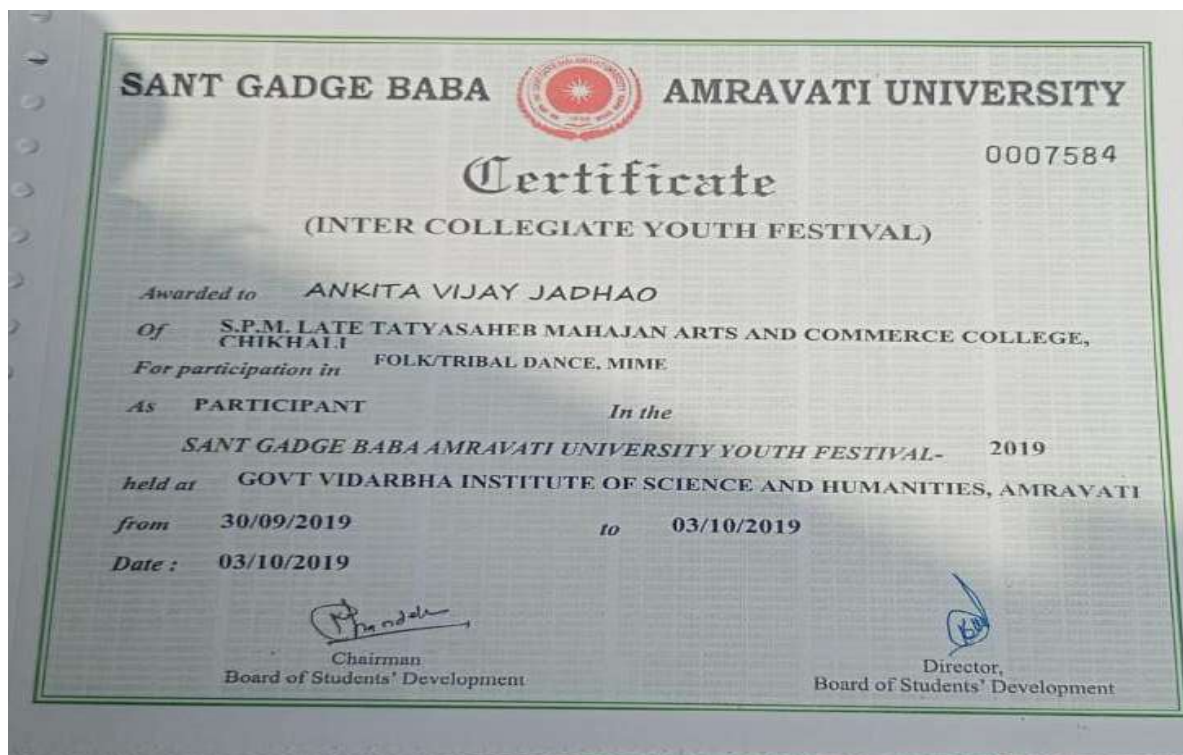 SANT GADGE BABA AMRAVATI UNIVERSITY
0007584
Certificate
(INTER COLLEGIATE YOUTH FESTIVAL)
Awarded to ANKITA VIJAY JADHAO
Of S.P.M. LATE TATYASAHEB MAHAJAN ARTS AND COMMERCE COLLEGE,
CHIKHALI
For participation in FOLK/TRIBAL DANCE, MIME
As PARTICIPANT In the
SANT GADGE BABA AMRAVATI UNIVERSITY YOUTH FESTIVAL- 2019
held at GOVT VIDARBHA INSTITUTE OF SCIENCE AND HUMANITIES, AMRAVATI
from 30/09/2019 to 03/10/2019
Date : 03/10/2019
Chairman
Board of Students' Development
Director,
Board of Students' Development